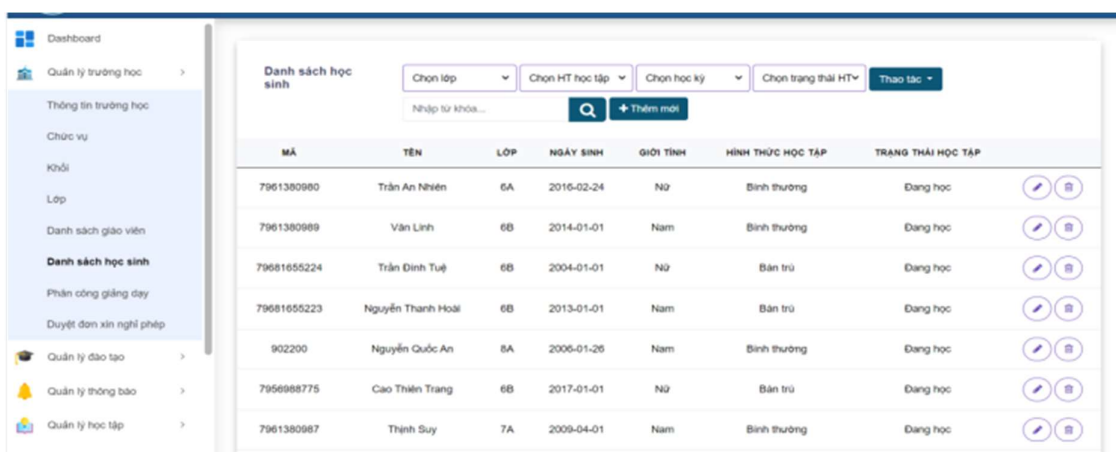 Dashboard
Quản lý trường học
Thông tin trường học
Chức vụ
Khối
Lớp
Danh sách giáo viên
Danh sách học sinh
Phân công giảng dạy
Duyệt đơn xin nghỉ phép
Quản lý đào tạo
Quản lý thông báo
Quản lý học tập
Danh sách học
sinh
Chọn lớp Chọn HT học tập Chọn học kỳ Chọn trạng thái HT Thao tác
Nhập từ khóa... + Thêm mới
MÃ TÊN LỚP NGÀY SINH GIỚI TÍNH HÌNH THỨC HỌC TẬP TRẠNG THÁI HỌC TẬP
7961380980 Trần An Nhiên 6A 2016-02-24 Nữ Bình thường Đang học
7961380989 Văn Linh 6B 2014-01-01 Nam Bình thường Đang học
79681655224 Trần Đình Tuệ 6B 2004-01-01 Nữ Bán trú Đang học
79681655223 Nguyễn Thanh Hoài 6B 2013-01-01 Nam Bán trú Đang học
902200 Nguyễn Quốc An 8A 2006-01-26 Nam Bình thường Đang học
7956988775 Cao Thiên Trang 6B 2017-01-01 Nữ Bán trú Đang học
7961380987 Thịnh Suy 7A 2009-04-01 Nam Bình thường Đang học